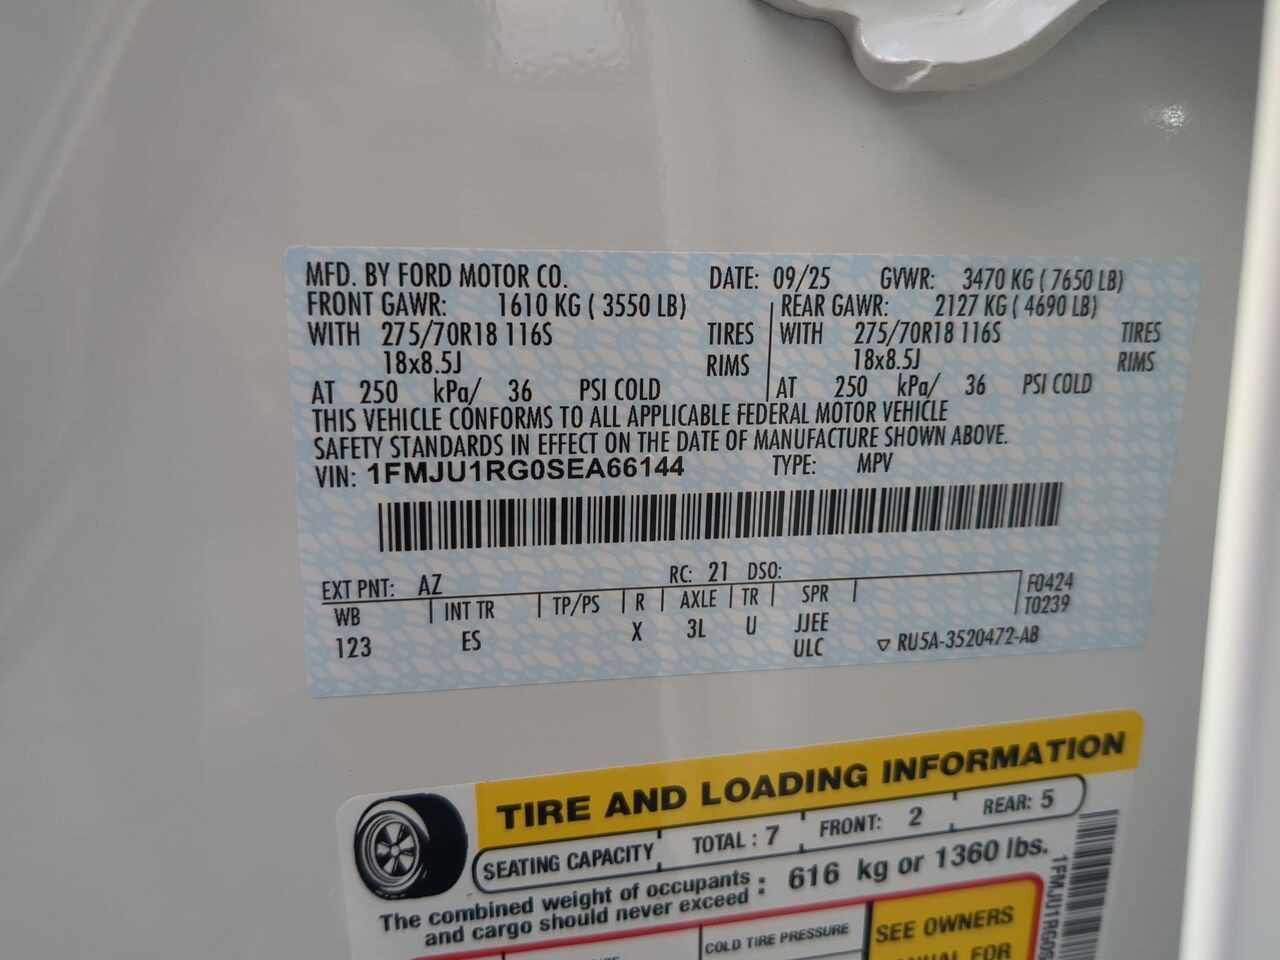 MFD. BY FORD MOTOR CO. DATE: 09/25 GVWR: 3470 KG ( 7650 LB)
FRONT GAWR: 1610 KG ( 3550 LB) REAR GAWR: 2127 KG ( 4690 LB)
WITH 275/70R18 116S TIRES WITH 275/70R18 116S TIRES
18x8.5J RIMS 18x8.5J RIMS
AT 250 kPa/ 36 PSI COLD AT 250 kPa/ 36 PSI COLD
THIS VEHICLE CONFORMS TO ALL APPLICABLE FEDERAL MOTOR VEHICLE
SAFETY STANDARDS IN EFFECT ON THE DATE OF MANUFACTURE SHOWN ABOVE.
VIN: 1FMJU1RG0SEA66144 TYPE: MPV
EXT PNT: AZ RC: 21 DSO:
WB INT TR TP/PS R AXLE TR SPR F0424
T0239
123 ES X 3L U JJEE
ULC ▽ RU5A-3520472-AB
TIRE AND LOADING INFORMATION
SEATING CAPACITY TOTAL : 7 FRONT: 2 REAR: 5
The combined weight of occupants
and cargo should never exceed : 616 kg or 1360 lbs.
COLD TIRE PRESSURE
SEE OWNERS
FOR
1FMJU1RG0S